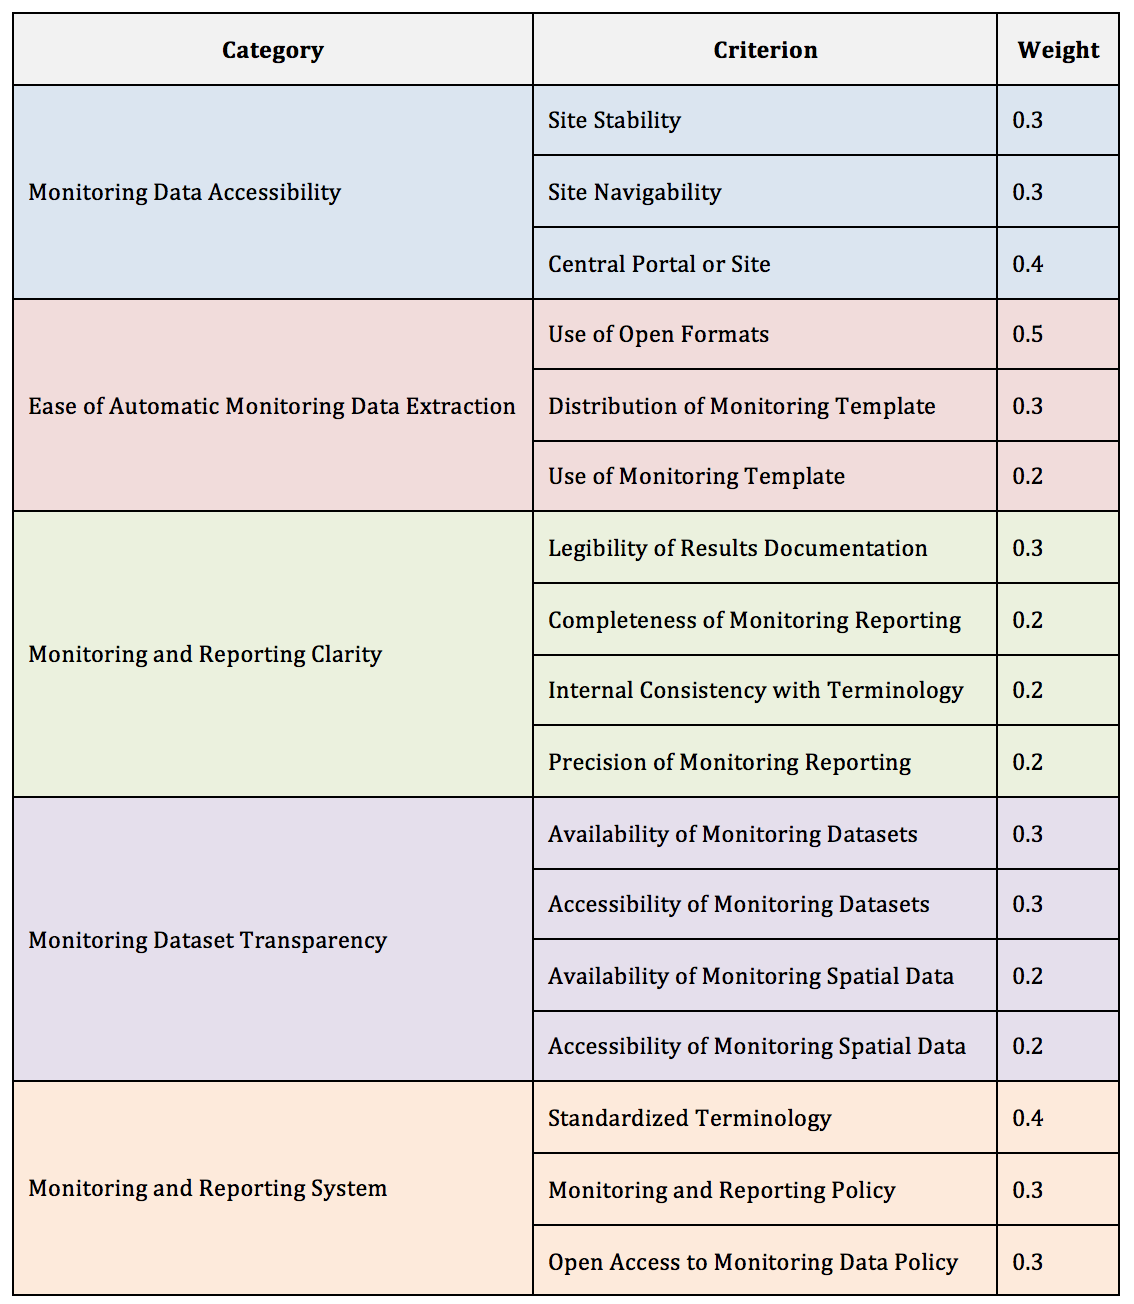 Category Criterion Weight
Monitoring Data Accessibility
Site Stability 0.3
Site Navigability 0.3
Central Portal or Site 0.4
Ease of Automatic Monitoring Data Extraction
Use of Open Formats 0.5
Distribution of Monitoring Template 0.3
Use of Monitoring Template 0.2
Monitoring and Reporting Clarity
Legibility of Results Documentation 0.3
Completeness of Monitoring Reporting 0.2
Internal Consistency with Terminology 0.2
Precision of Monitoring Reporting 0.2
Monitoring Dataset Transparency
Availability of Monitoring Datasets 0.3
Accessibility of Monitoring Datasets 0.3
Availability of Monitoring Spatial Data 0.2
Accessibility of Monitoring Spatial Data 0.2
Monitoring and Reporting System
Standardized Terminology 0.4
Monitoring and Reporting Policy 0.3
Open Access to Monitoring Data Policy 0.3